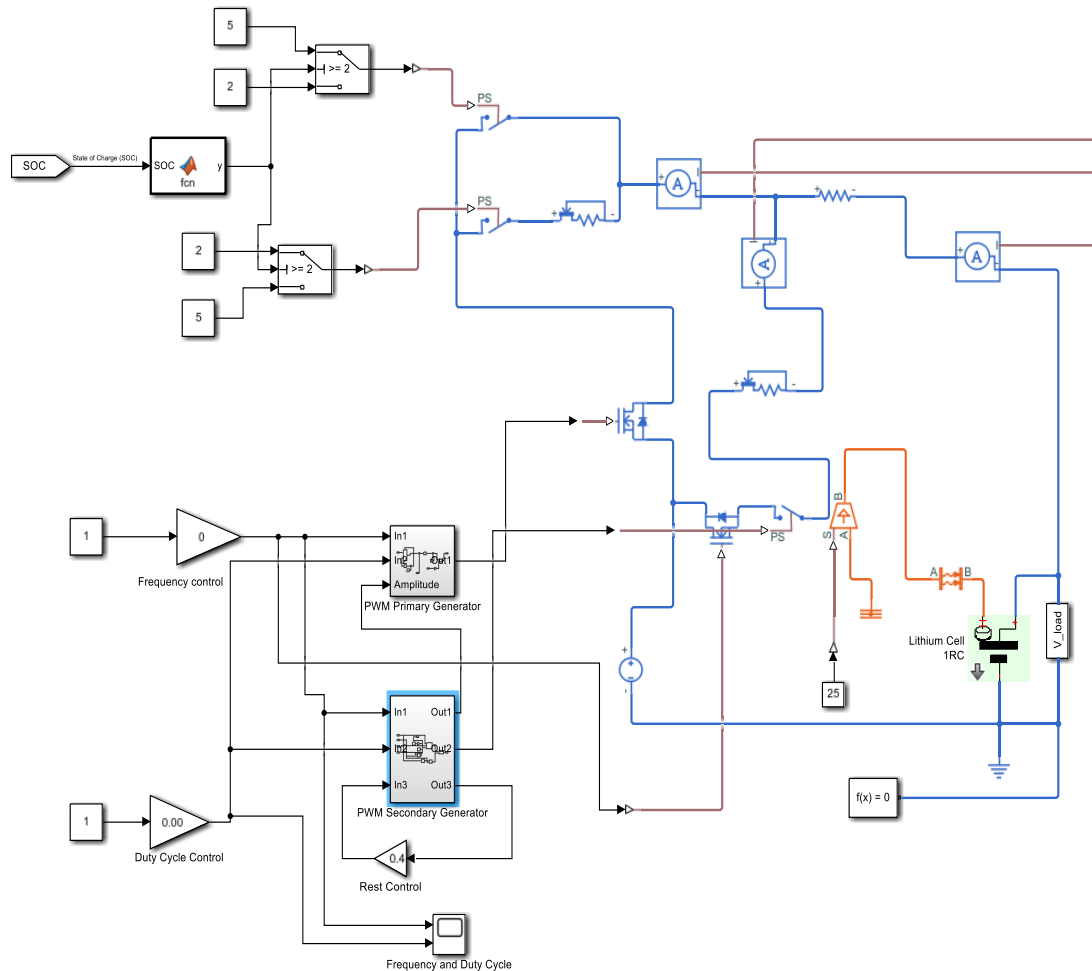 5
>= 2
2
PS
SOC
State of Charge (SOC)
SOC
y
fcn
+
A
I
+
-
PS
+
-
2
>= 2
5
A
+
+
A
I
+
-
1
0
Frequency control
In1
In2
Out1
Amplitude
PWM Primary Generator
PS
B
S
A
A
B
+
-
25
Lithium Cell
1RC
+
+
V_load
In1
Out1
In2
Out2
In3
Out3
PWM Secondary Generator
f(x) = 0
1
0.00
Duty Cycle Control
0.4
Rest Control
Frequency and Duty Cycle